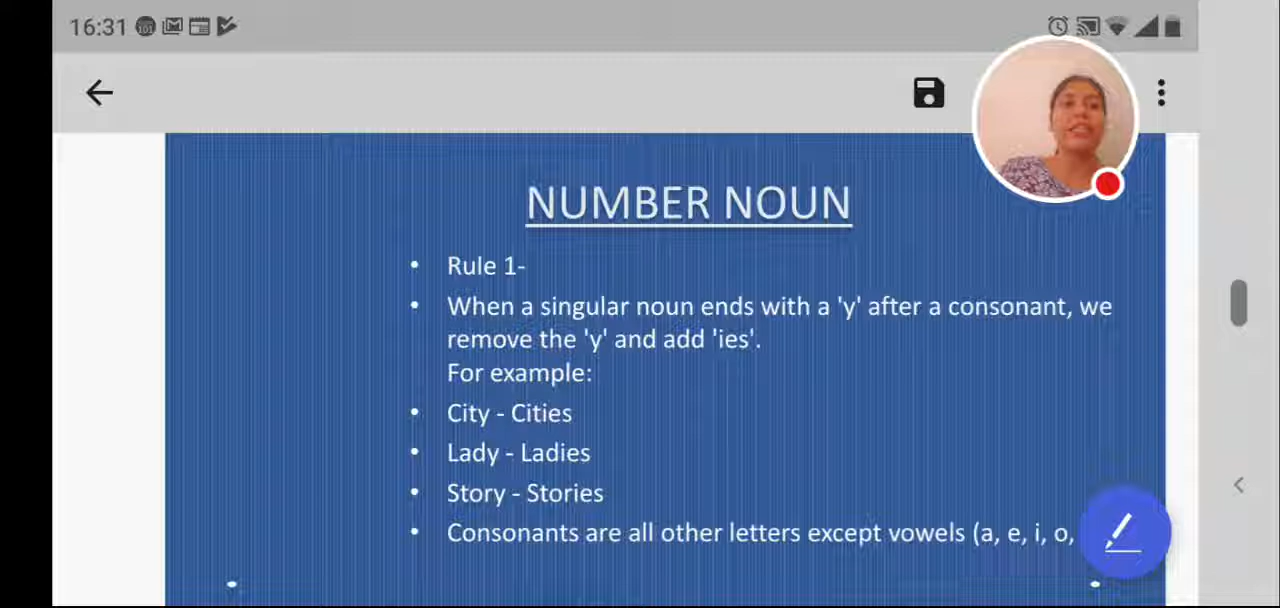 16:31
NUMBER NOUN
• Rule 1-
• When a singular noun ends with a 'y' after a consonant, we
remove the 'y' and add 'ies'.
For example:
• City - Cities
• Lady - Ladies
• Story - Stories
• Consonants are all other letters except vowels (a, e, i, o,